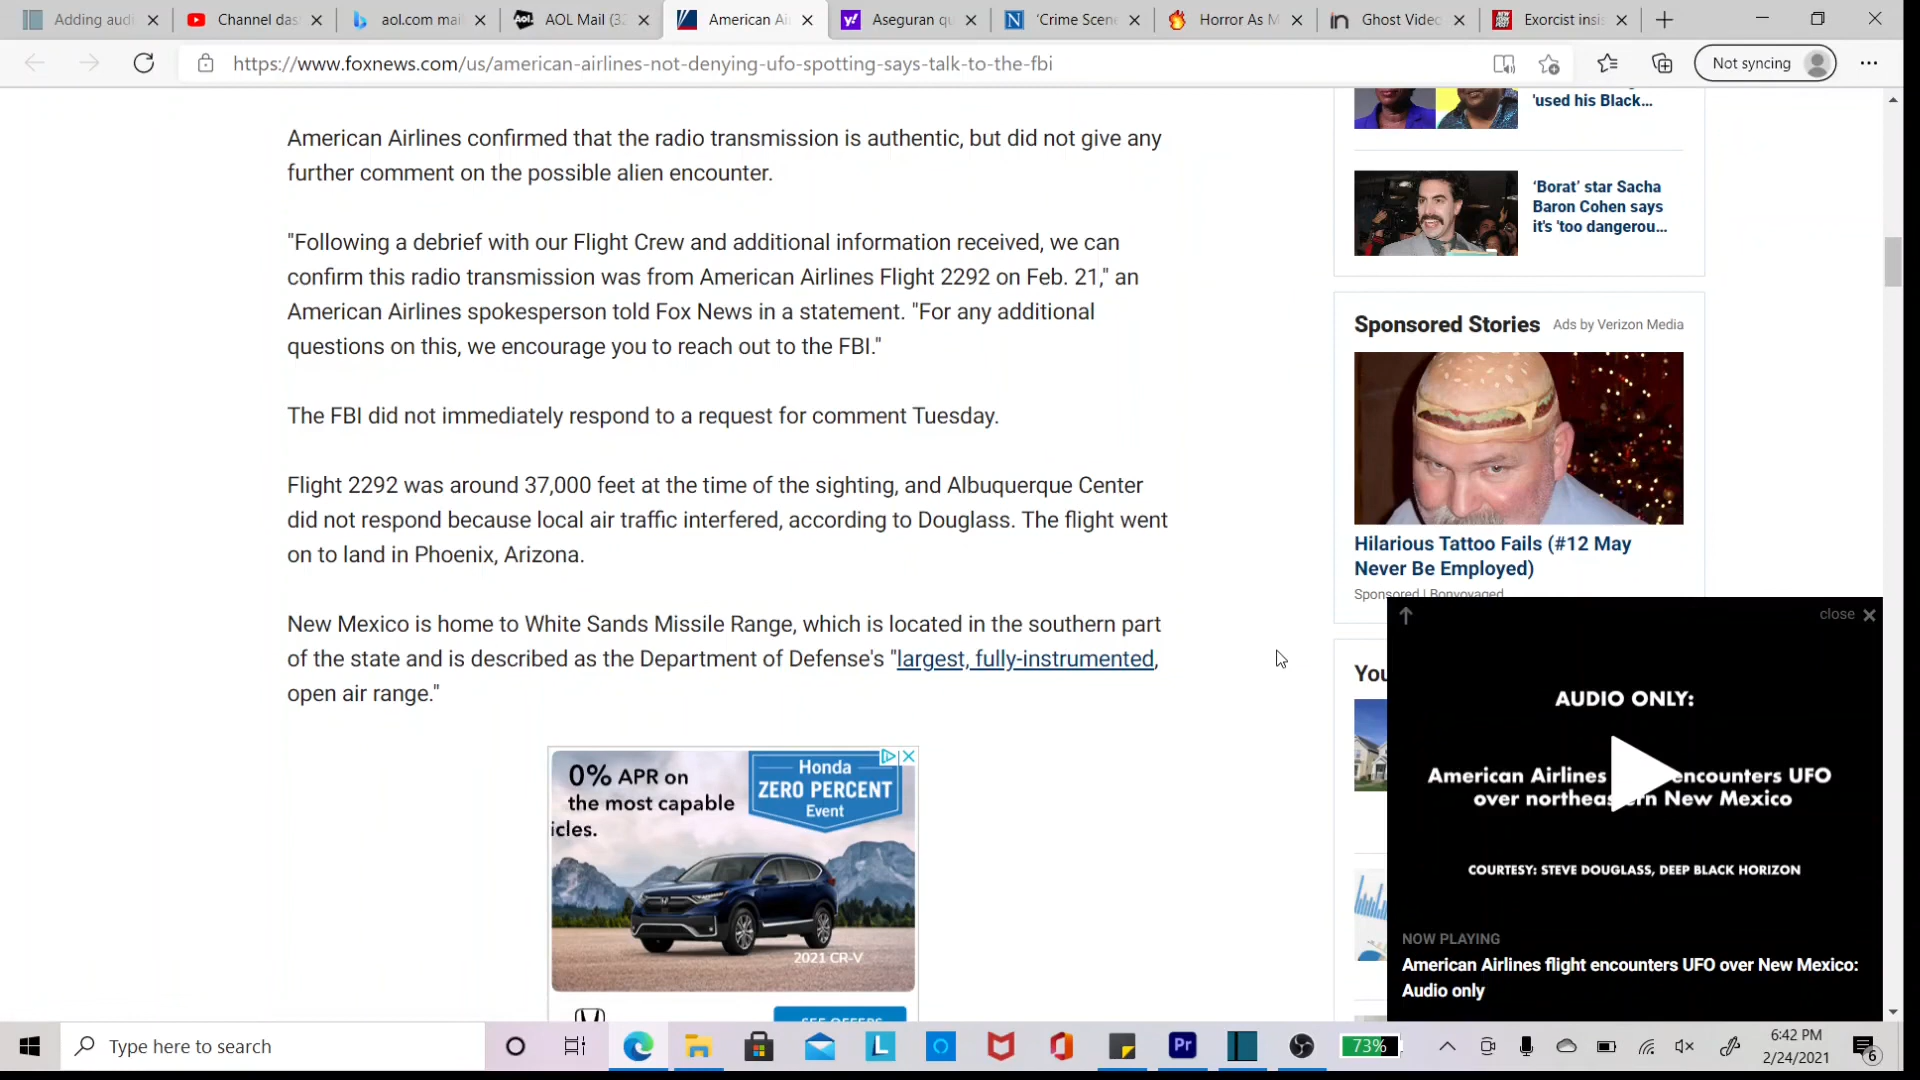 Adding audi
Channel das
aol.com mai
AOL Mail (32
American Ai
Aseguran qu
'Crime Scen
Horror As M
Ghost Video
Exorcist insi
https://www.foxnews.com/us/american-airlines-not-denying-ufo-spotting-says-talk-to-the-fbi
Not syncing
American Airlines confirmed that the radio transmission is authentic, but did not give any
further comment on the possible alien encounter.
"Following a debrief with our Flight Crew and additional information received, we can
confirm this radio transmission was from American Airlines Flight 2292 on Feb. 21," an
American Airlines spokesperson told Fox News in a statement. "For any additional
questions on this, we encourage you to reach out to the FBI."
The FBI did not immediately respond to a request for comment Tuesday.
Flight 2292 was around 37,000 feet at the time of the sighting, and Albuquerque Center
did not respond because local air traffic interfered, according to Douglass. The flight went
on to land in Phoenix, Arizona.
New Mexico is home to White Sands Missile Range, which is located in the southern part
of the state and is described as the Department of Defense's "largest, fully-instrumented,
open air range."
0% APR on
the most capable
icles.
Honda
ZERO PERCENT
Event
2021 CR-V
SEE OFFERS
'used his Black...
‘Borat’ star Sacha
Baron Cohen says
it's 'too dangerou...
Sponsored Stories
Ads by Verizon Media
Hilarious Tattoo Fails (#12 May
Never Be Employed)
Sponsored | Bonvoyaged
You
close
AUDIO ONLY:
American Airlines encounters UFO
over northeastern New Mexico
COURTESY: STEVE DOUGLASS, DEEP BLACK HORIZON
NOW PLAYING
American Airlines flight encounters UFO over New Mexico:
Audio only
Type here to search
73%
6:42 PM
2/24/2021
6